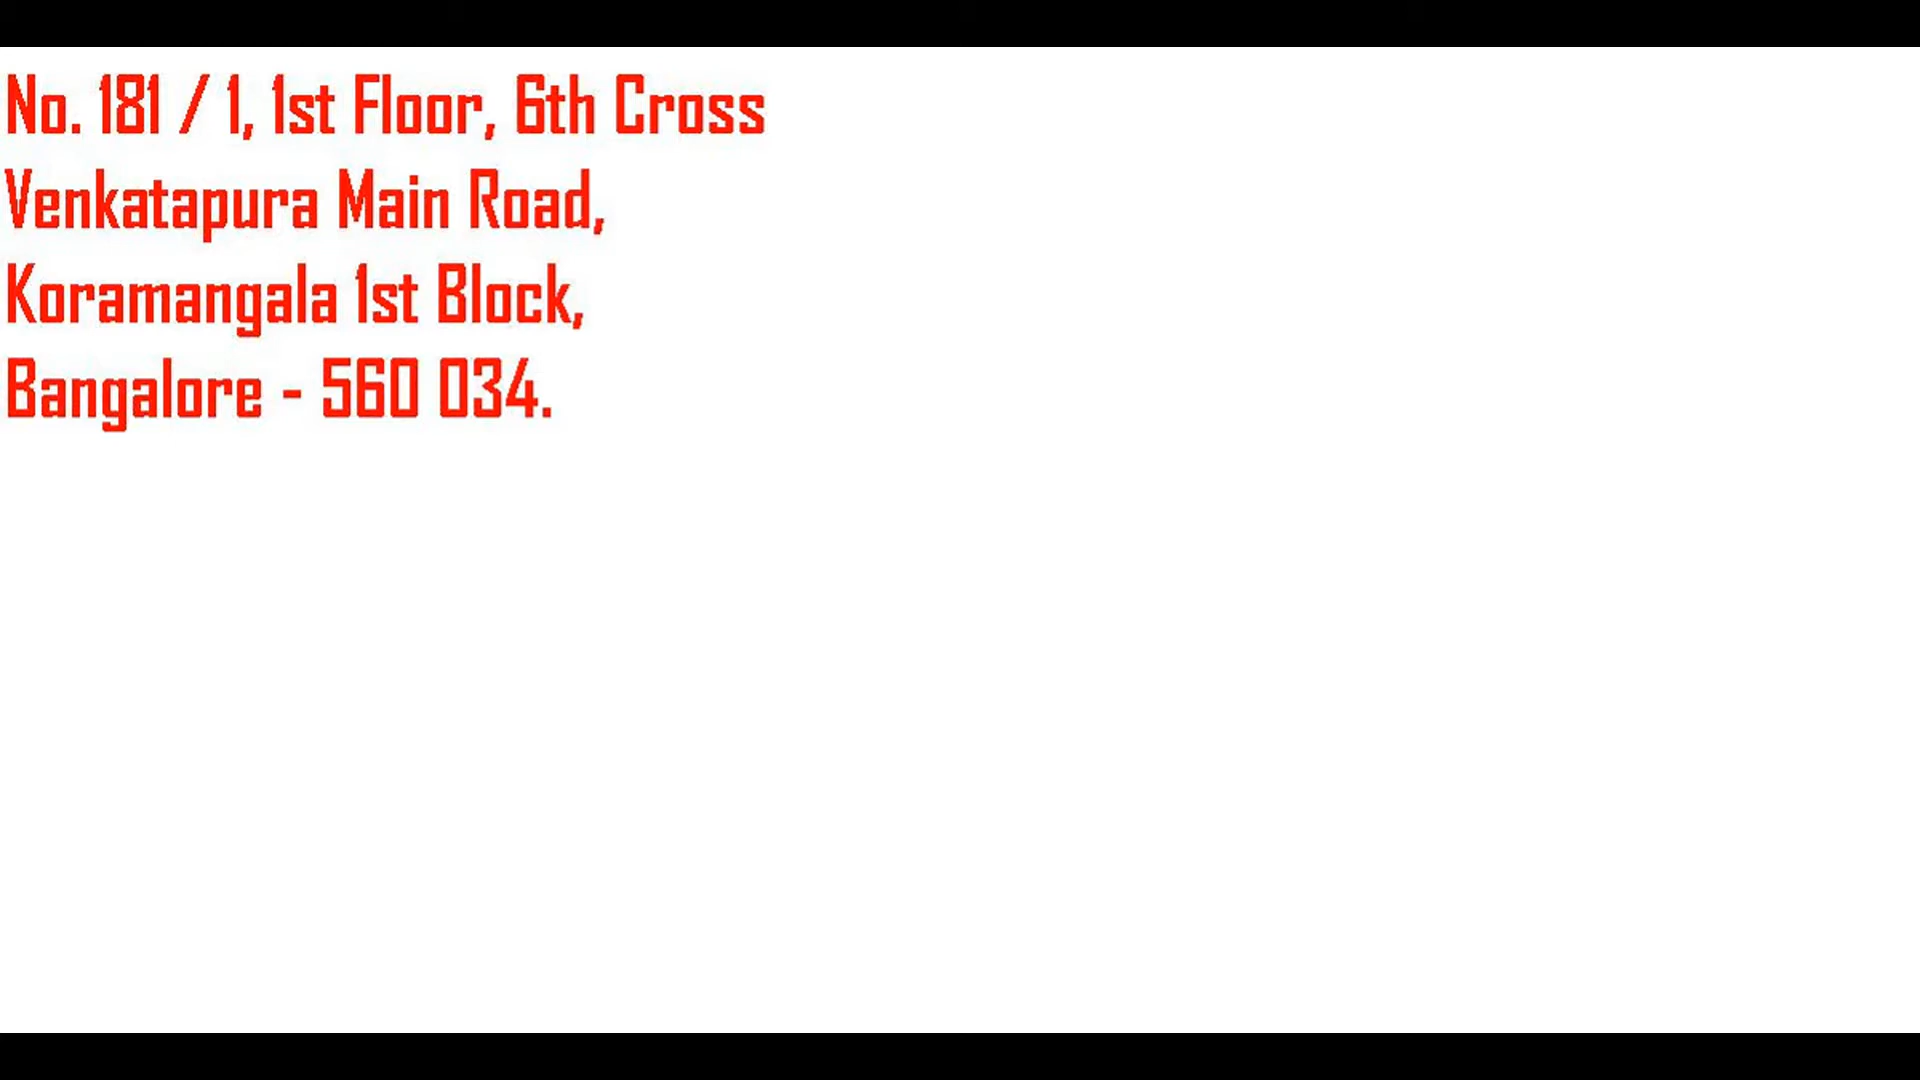 No. 181 / 1, 1st Floor, 6th Cross
Venkatapura Main Road,
Koramangala 1st Block,
Bangalore - 560 034.